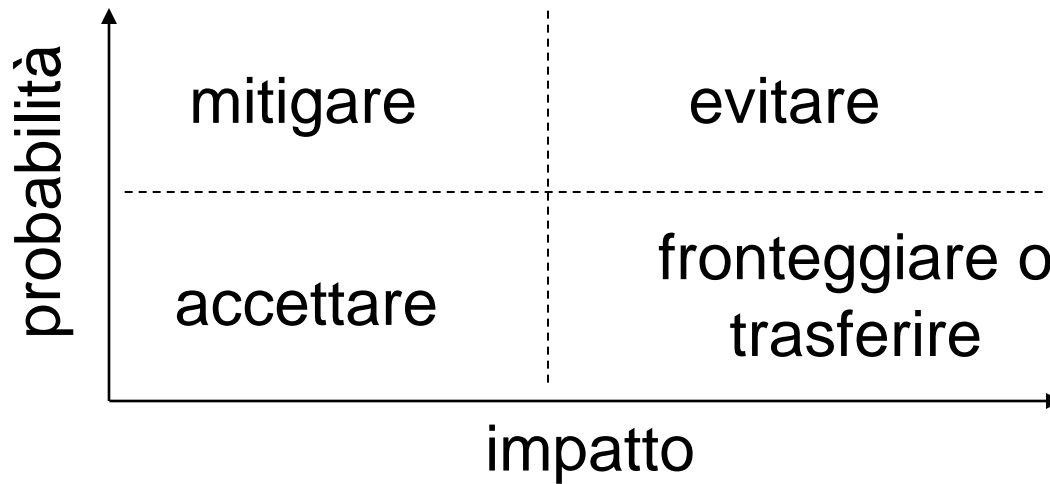 probabilità
mitigare
evitare
accettare
fronteggiare o
trasferire
impatto